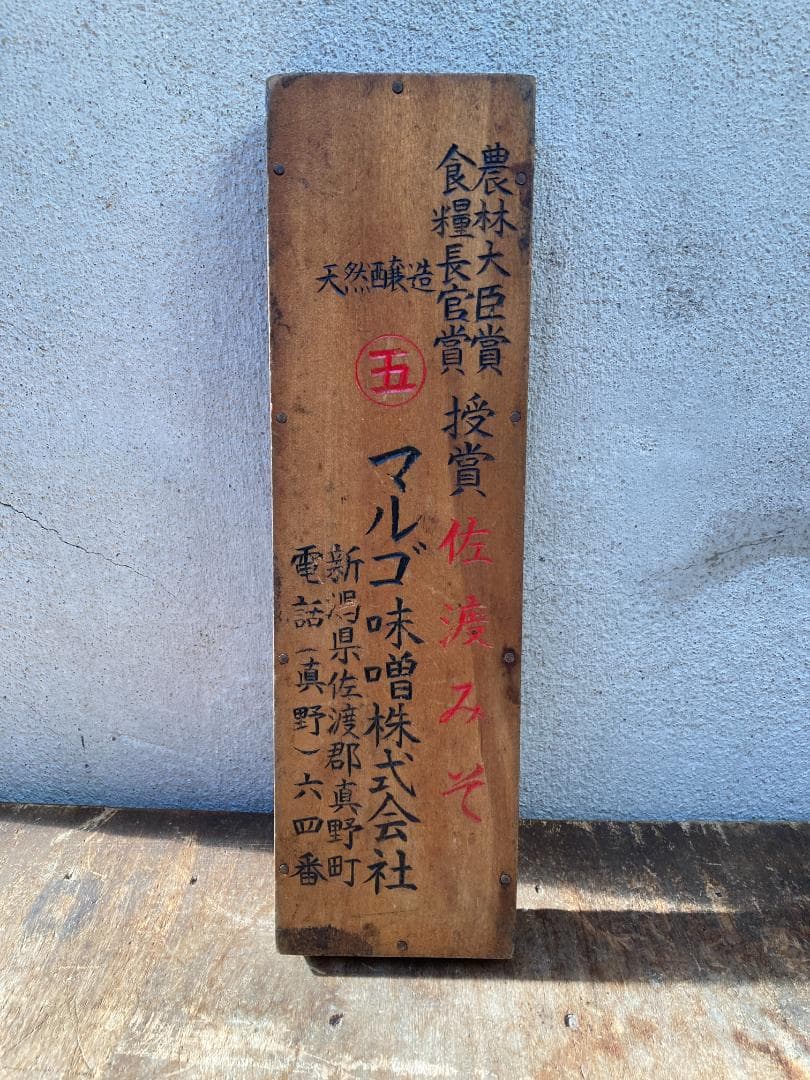 農林大臣賞
食糧長官賞
授賞
佐渡みそ
天然醸造
五
マルゴ味噌株式会社
新潟県佐渡郡真野町
電話(真野)六四番